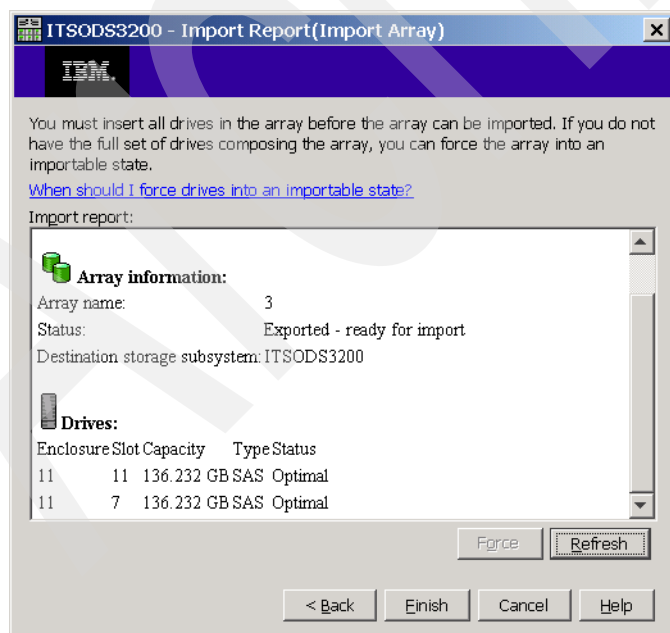 ITSODS3200 - Import Report(Import Array)
IBM.
You must insert all drives in the array before the array can be imported. If you do not
have the full set of drives composing the array, you can force the array into an
importable state.
When should I force drives into an importable state?
Import report:
Array information:
Array name: 3
Status: Exported - ready for import
Destination storage subsystem: ITSODS3200
Drives:
Enclosure Slot Capacity Type Status
11 11 136.232 GB SAS Optimal
11 7 136.232 GB SAS Optimal
Force Refresh
< Back Finish Cancel Help